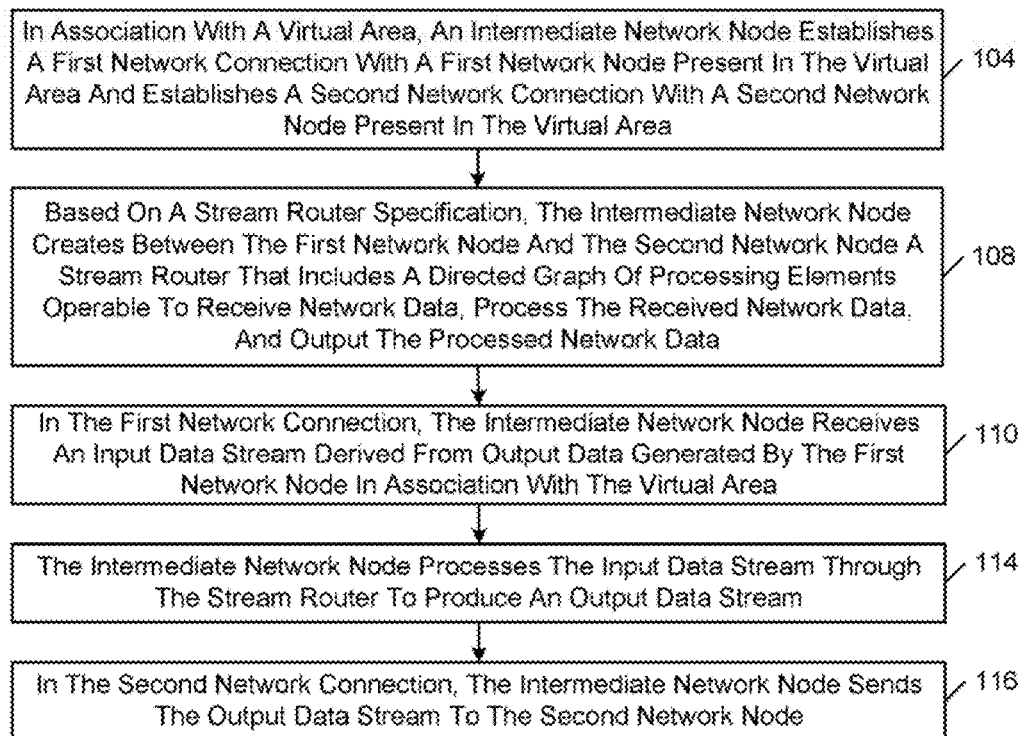 In Association With A Virtual Area, An Intermediate Network Node Establishes
A First Network Connection With A First Network Node Present In The Virtual
Area And Establishes A Second Network Connection With A Second Network
Node Present In The Virtual Area
104
Based On A Stream Router Specification, The Intermediate Network Node
Creates Between The First Network Node And The Second Network Node A
Stream Router That Includes A Directed Graph Of Processing Elements
Operable To Receive Network Data, Process The Received Network Data,
And Output The Processed Network Data
108
In The First Network Connection, The Intermediate Network Node Receives
An Input Data Stream Derived From Output Data Generated By The First
Network Node In Association With The Virtual Area
110
The Intermediate Network Node Processes The Input Data Stream Through
The Stream Router To Produce An Output Data Stream
114
In The Second Network Connection, The Intermediate Network Node Sends
The Output Data Stream To The Second Network Node
116